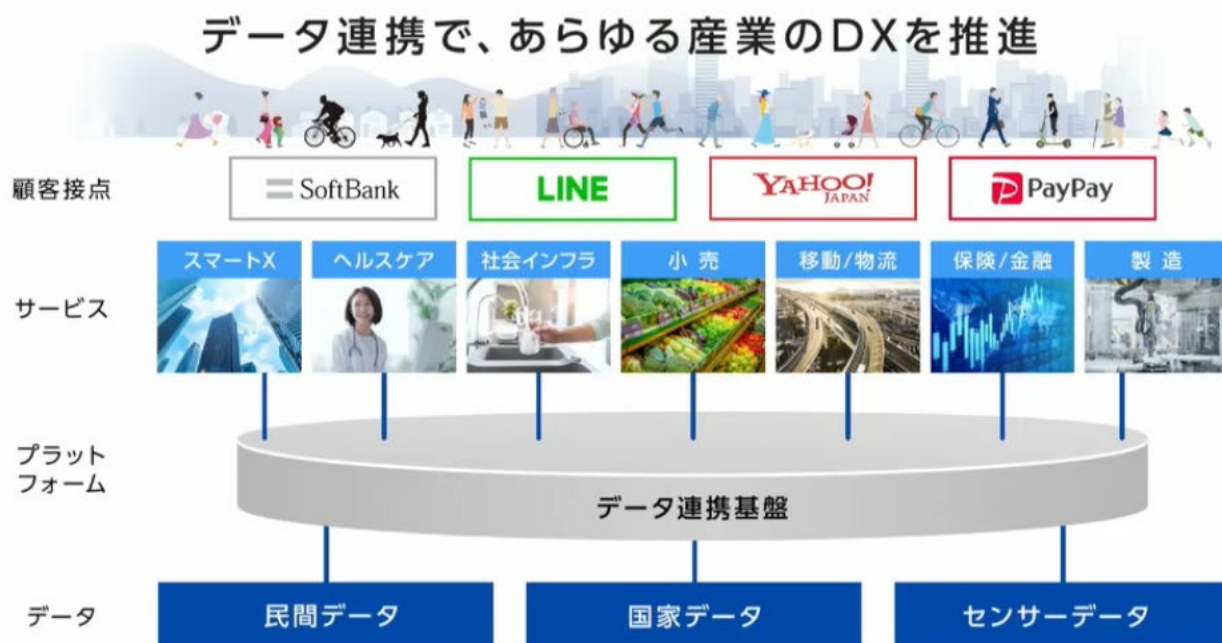 データ連携で、あらゆる産業のDXを推進
顧客接点
SoftBank
LINE
YAHOO!
JAPAN
PayPay
サービス
スマートX
ヘルスケア
社会インフラ
小売
移動/物流
保険/金融
製造
プラット
フォーム
データ連携基盤
データ
民間データ
国家データ
センサーデータ